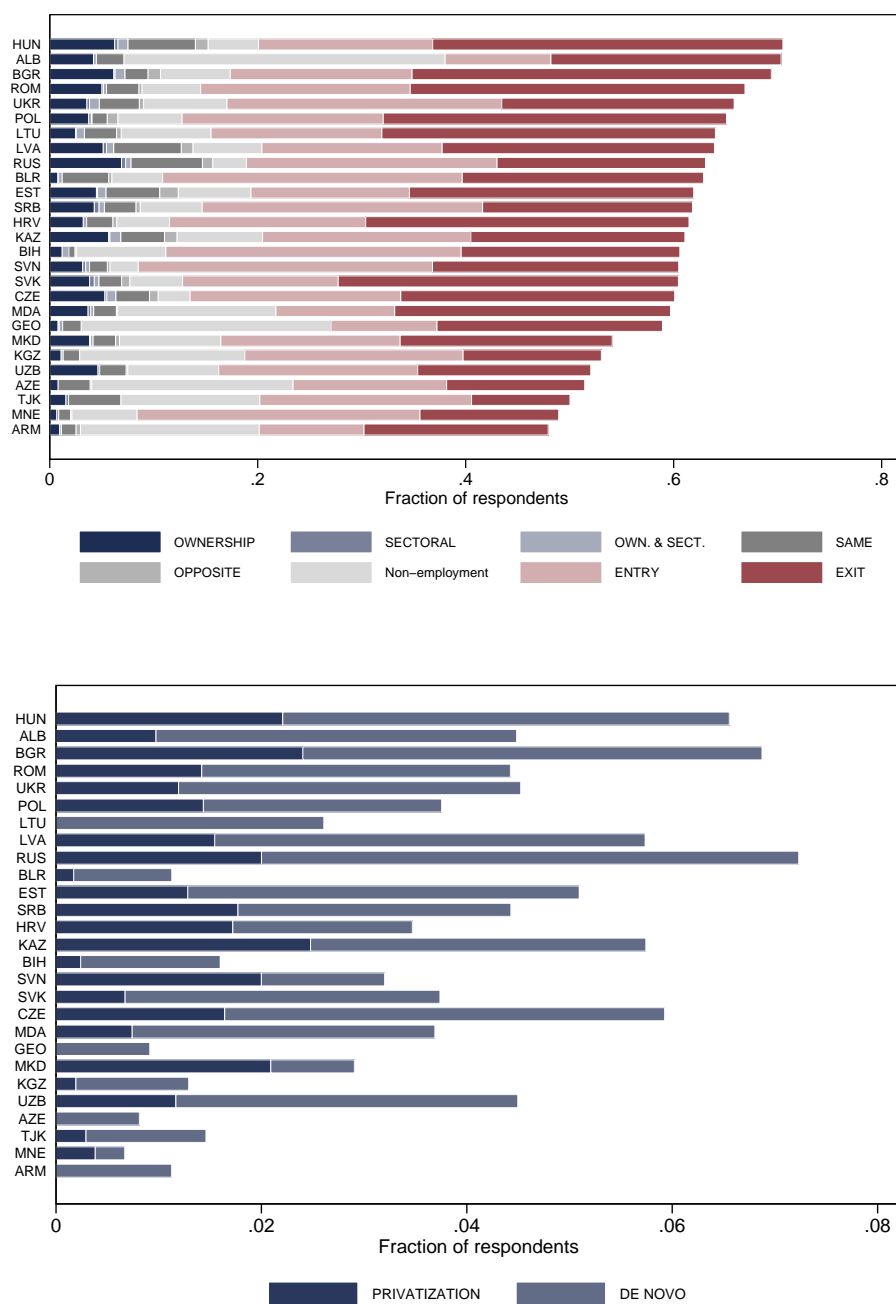 HUN
ALB
BGR
ROM
UKR
POL
LTU
LVA
RUS
BLR
EST
SRB
HRV
KAZ
BIH
SVN
SVK
CZE
MDA
GEO
MKD
KGZ
UZB
AZE
TJK
MNE
ARM
0 .2 .4 .6 .8
Fraction of respondents
OWNERSHIP SECTORAL OWN. & SECT. SAME
OPPOSITE Non−employment ENTRY EXIT
HUN
ALB
BGR
ROM
UKR
POL
LTU
LVA
RUS
BLR
EST
SRB
HRV
KAZ
BIH
SVN
SVK
CZE
MDA
GEO
MKD
KGZ
UZB
AZE
TJK
MNE
ARM
0 .02 .04 .06 .08
Fraction of respondents
PRIVATIZATION DE NOVO